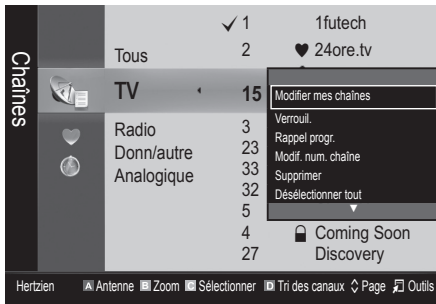 Chaînes
✓ 1 1futech
Tous 2 ♥ 24ore.tv
TV 15
Modifier mes chaînes
Verrouil.
Rappel progr.
Modif. num. chaîne
Supprimer
Désélectionner tout
▼
Radio 3
Donn/autre 23
Analogique 33
32
5
4 Coming Soon
27 Discovery
Hertzien A Antenne B Zoom C Sélectionner D Tri des canaux Page Outils